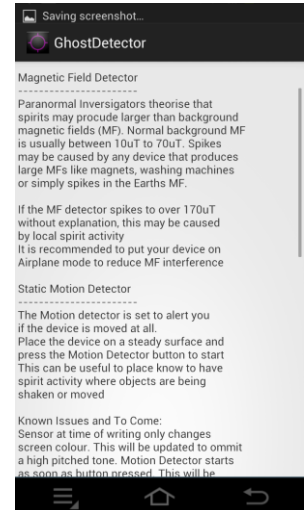 Saving screenshot...
GhostDetector
Magnetic Field Detector
-----------------------
Paranormal Inversigators theorise that
spirits may procude larger than background
magnetic fields (MF). Normal background MF
is usually between 10uT to 70uT. Spikes
may be caused by any device that produces
large MFs like magnets, washing machines
or simply spikes in the Earths MF.
If the MF detector spikes to over 170uT
without explanation, this may be caused
by local spirit activity
It is recommended to put your device on
Airplane mode to reduce MF interference
Static Motion Detector
-----------------------
The Motion detector is set to alert you
if the device is moved at all.
Place the device on a steady surface and
press the Motion Detector button to start
This can be useful to place know to have
spirit activity where objects are being
shaken or moved
Known Issues and To Come:
Sensor at time of writing only changes
screen colour. This will be updated to ommit
a high pitched tone. Motion Detector starts
as soon as button pressed. This will be